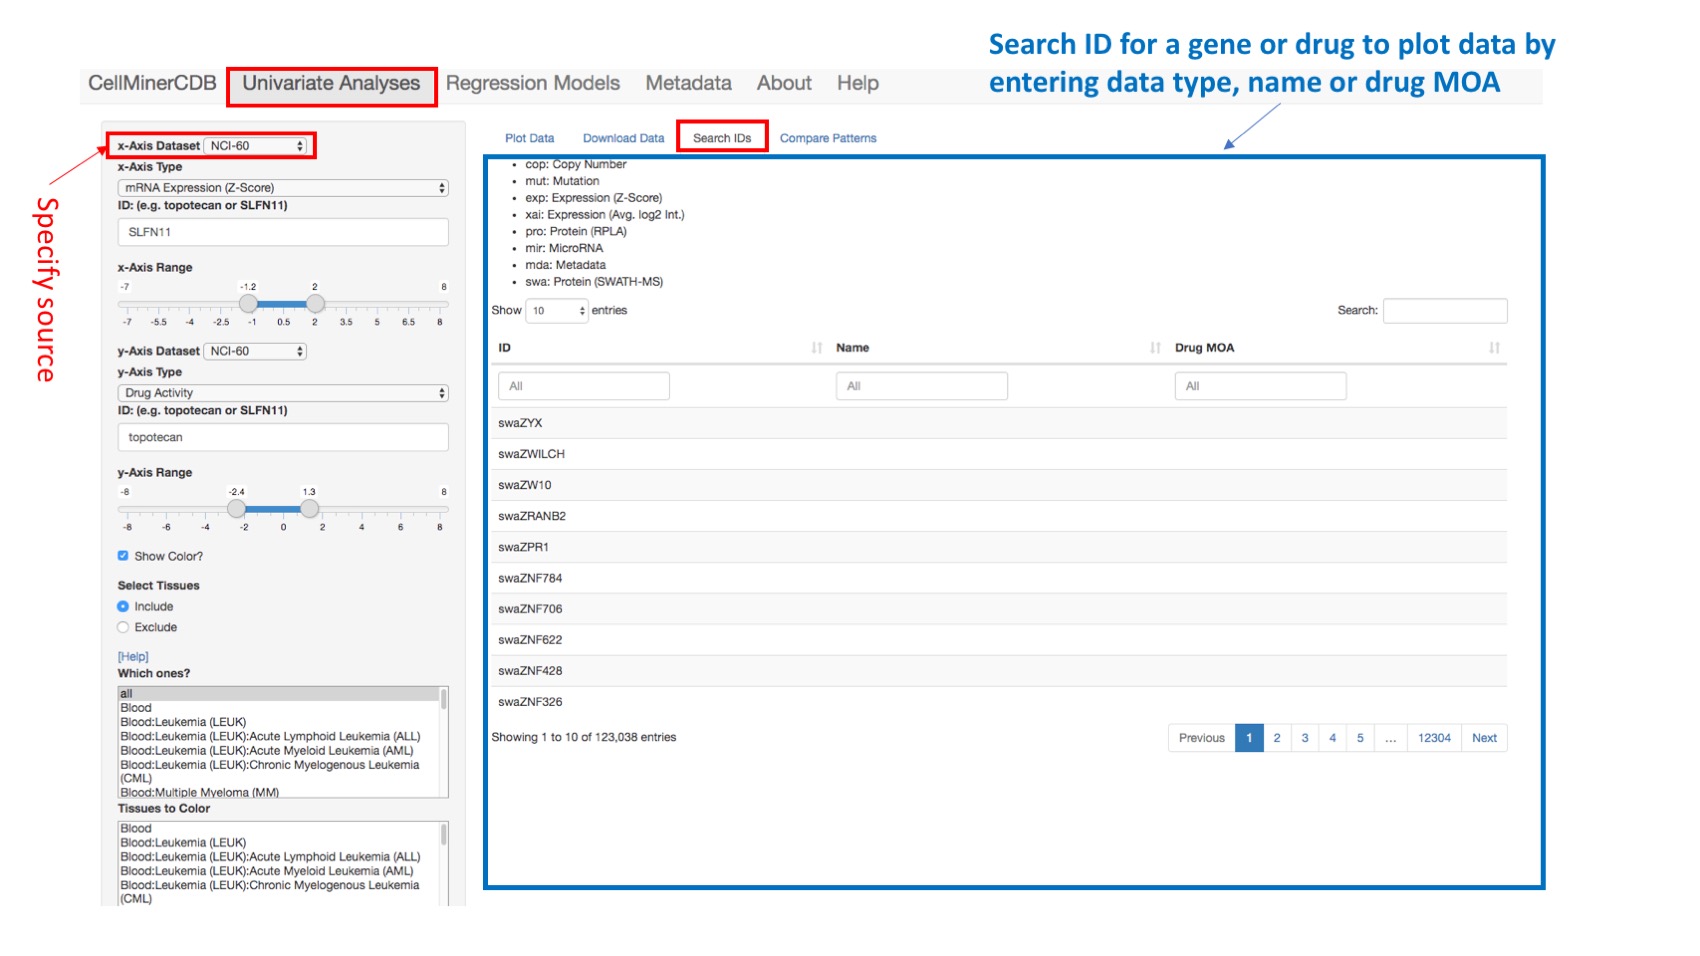 Search ID for a gene or drug to plot data by
entering data type, name or drug MOA
CellMinerCDB Univariate Analyses Regression Models Metadata About Help
Specify source
x-Axis Dataset NCI-60
x-Axis Type
mRNA Expression (Z-Score)
ID: (e.g. topotecan or SLFN11)
SLFN11
x-Axis Range
-7 -1.2 2 8
-7 -5.5 -4 -2.5 -1 0.5 2 3.5 5 6.5 8
y-Axis Dataset NCI-60
y-Axis Type
Drug Activity
ID: (e.g. topotecan or SLFN11)
topotecan
y-Axis Range
-8 -2.4 1.3 8
-8 -6 -4 -2 0 2 4 6 8
Show Color?
Select Tissues
Include
Exclude
[Help]
Which ones?
all
Blood
Blood:Leukemia (LEUK)
Blood:Leukemia (LEUK):Acute Lymphoid Leukemia (ALL)
Blood:Leukemia (LEUK):Acute Myeloid Leukemia (AML)
Blood:Leukemia (LEUK):Chronic Myelogenous Leukemia
(CML)
Blood:Multiple Myeloma (MM)
Tissues to Color
Blood
Blood:Leukemia (LEUK)
Blood:Leukemia (LEUK):Acute Lymphoid Leukemia (ALL)
Blood:Leukemia (LEUK):Acute Myeloid Leukemia (AML)
Blood:Leukemia (LEUK):Chronic Myelogenous Leukemia
(CML)
Plot Data Download Data Search IDs Compare Patterns
• cop: Copy Number
• mut: Mutation
• exp: Expression (Z-Score)
• xai: Expression (Avg. log2 Int.)
• pro: Protein (RPLA)
• mir: MicroRNA
• mda: Metadata
• swa: Protein (SWATH-MS)
Show 10 entries Search:
ID Name Drug MOA
All All All
swaZYX
swaZWILCH
swaZW10
swaZRANB2
swaZPR1
swaZNF784
swaZNF706
swaZNF622
swaZNF428
swaZNF326
Showing 1 to 10 of 123,038 entries Previous 1 2 3 4 5 ... 12304 Next